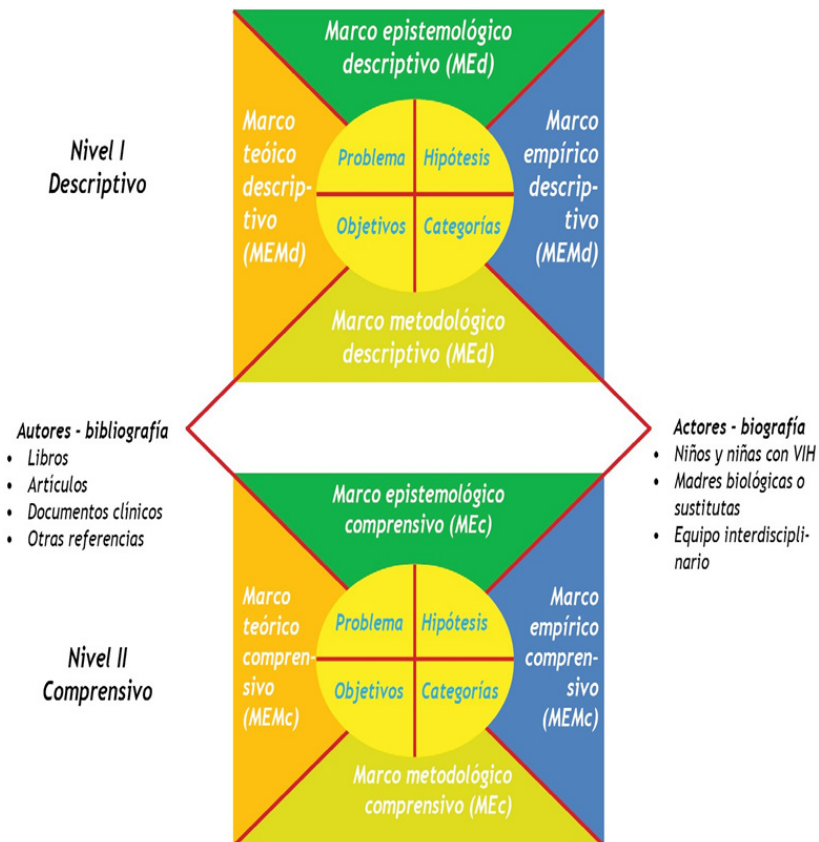 Marco epistemológico
descriptivo (MEd)
Nivel I
Descriptivo
Marco
teóico
descrip-
tivo
(MEMd)
Problema
Hipótesis
Objetivos
Categorías
Marco
empírico
descrip-
tivo
(MEMd)
Marco metodológico
descriptivo (MEd)
Autores - bibliografía
• Libros
• Artículos
• Documentos clínicos
• Otras referencias
Actores - biografía
• Niños y niñas con VIH
• Madres biológicas o
sustitutas
• Equipo interdiscipli-
nario
Marco epistemológico
comprensivo (MEc)
Nivel II
Comprensivo
Marco
teórico
compren-
sivo
(MEMc)
Problema
Hipótesis
Objetivos
Categorías
Marco
empírico
compren-
sivo
(MEMc)
Marco metodológico
comprensivo (MEc)